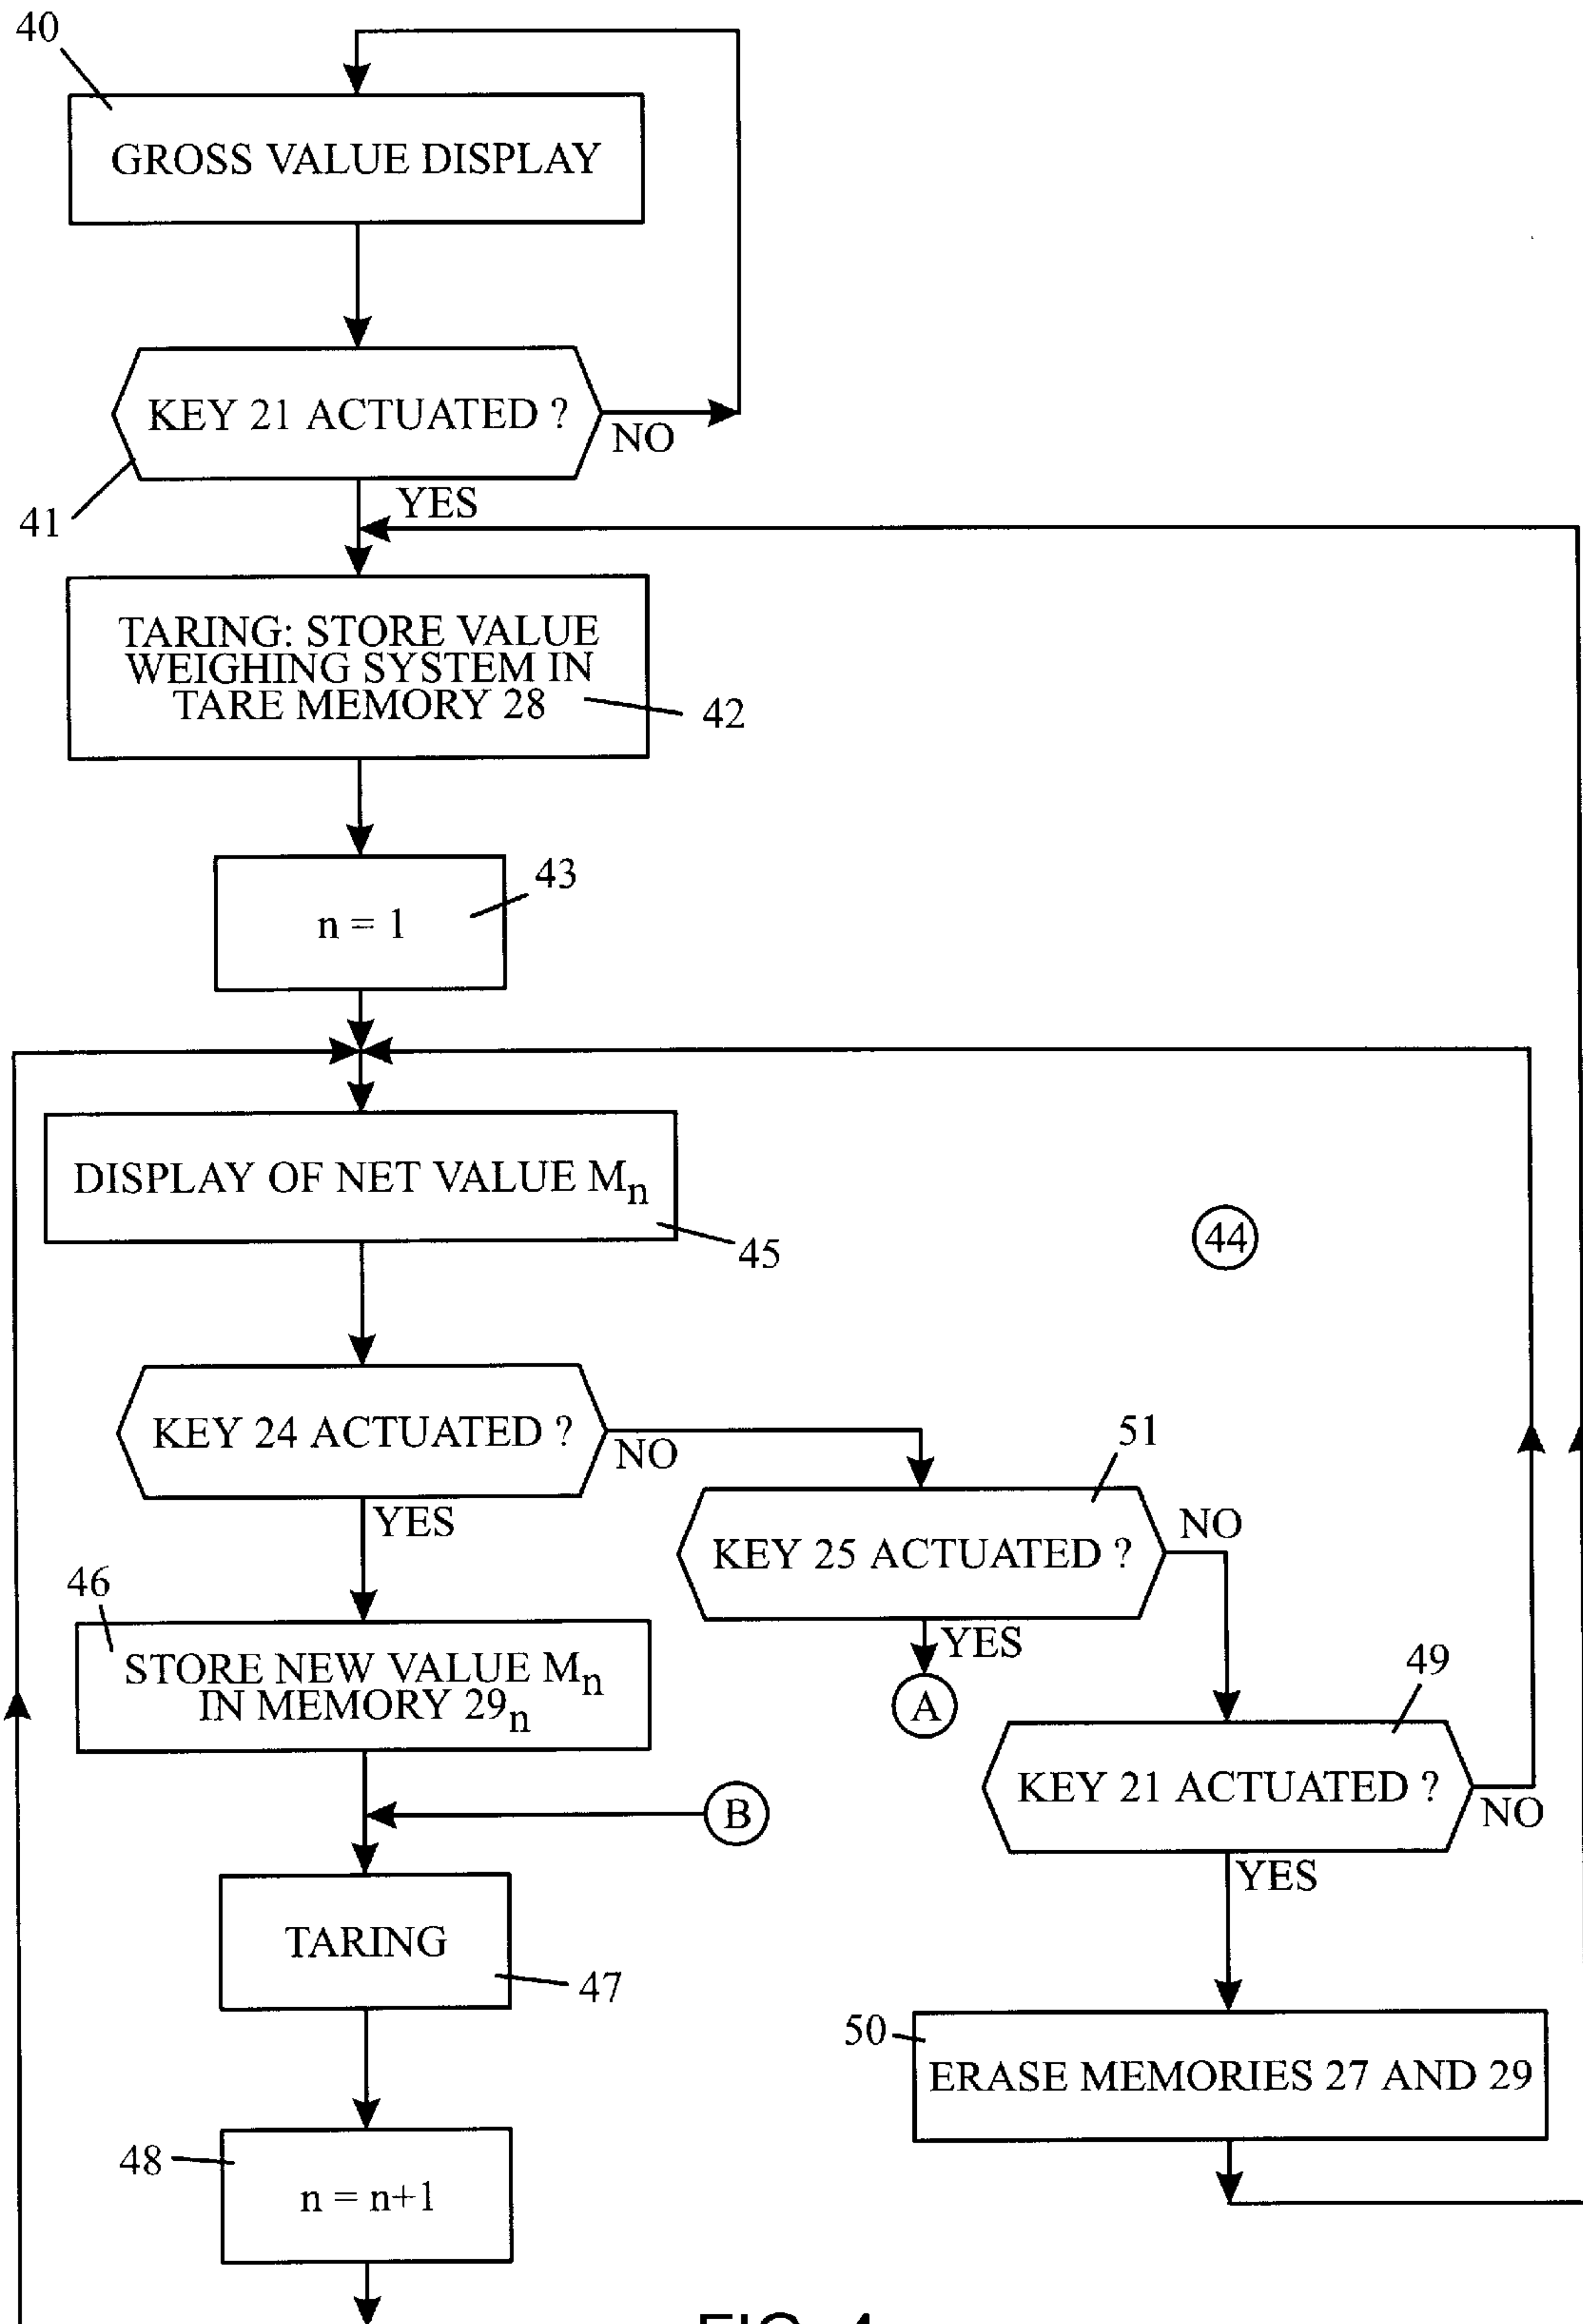 40
GROSS VALUE DISPLAY
KEY 21 ACTUATED ?
NO
41
YES
TARING: STORE VALUE
WEIGHING SYSTEM IN
TARE MEMORY 28
42
43
n = 1
DISPLAY OF NET VALUE Mn
45
44
KEY 24 ACTUATED ?
NO
51
YES
KEY 25 ACTUATED ?
NO
46
STORE NEW VALUE Mn
IN MEMORY 29n
YES
A
49
KEY 21 ACTUATED ?
NO
B
YES
TARING
47
50
ERASE MEMORIES 27 AND 29
48
n = n+1
FIG. 4